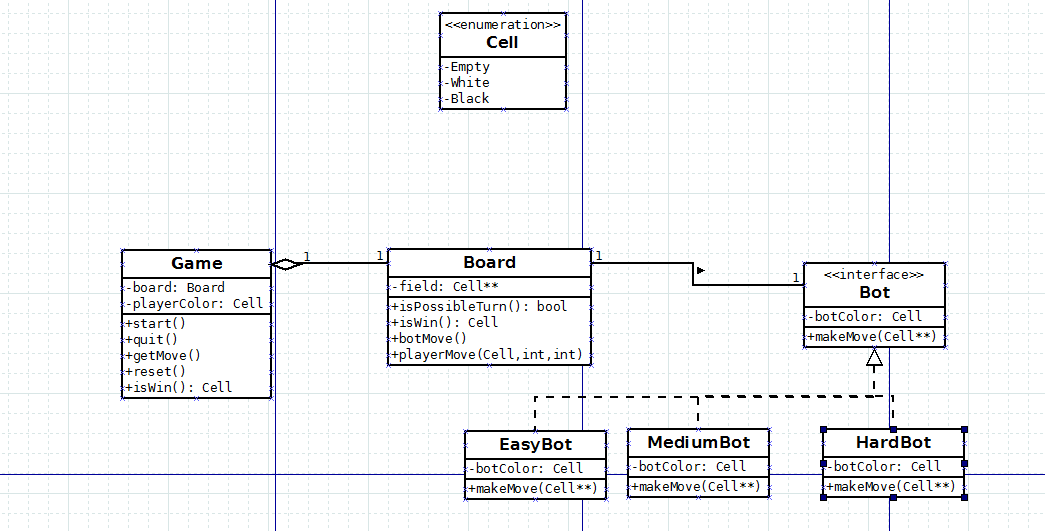 <<enumeration>>
Cell
-Empty
-White
-Black
Game
-board: Board
-playerColor: Cell
+start()
+quit()
+getMove()
+reset()
+isWin(): Cell
1
1
Board
-field: Cell**
+isPossibleTurn(): bool
+isWin(): Cell
+botMove()
+playerMove(Cell,int,int)
1
1
<<interface>>
Bot
-botColor: Cell
+makeMove(Cell**)
EasyBot
-botColor: Cell
+makeMove(Cell**)
MediumBot
-botColor: Cell
+makeMove(Cell**)
HardBot
-botColor: Cell
+makeMove(Cell**)